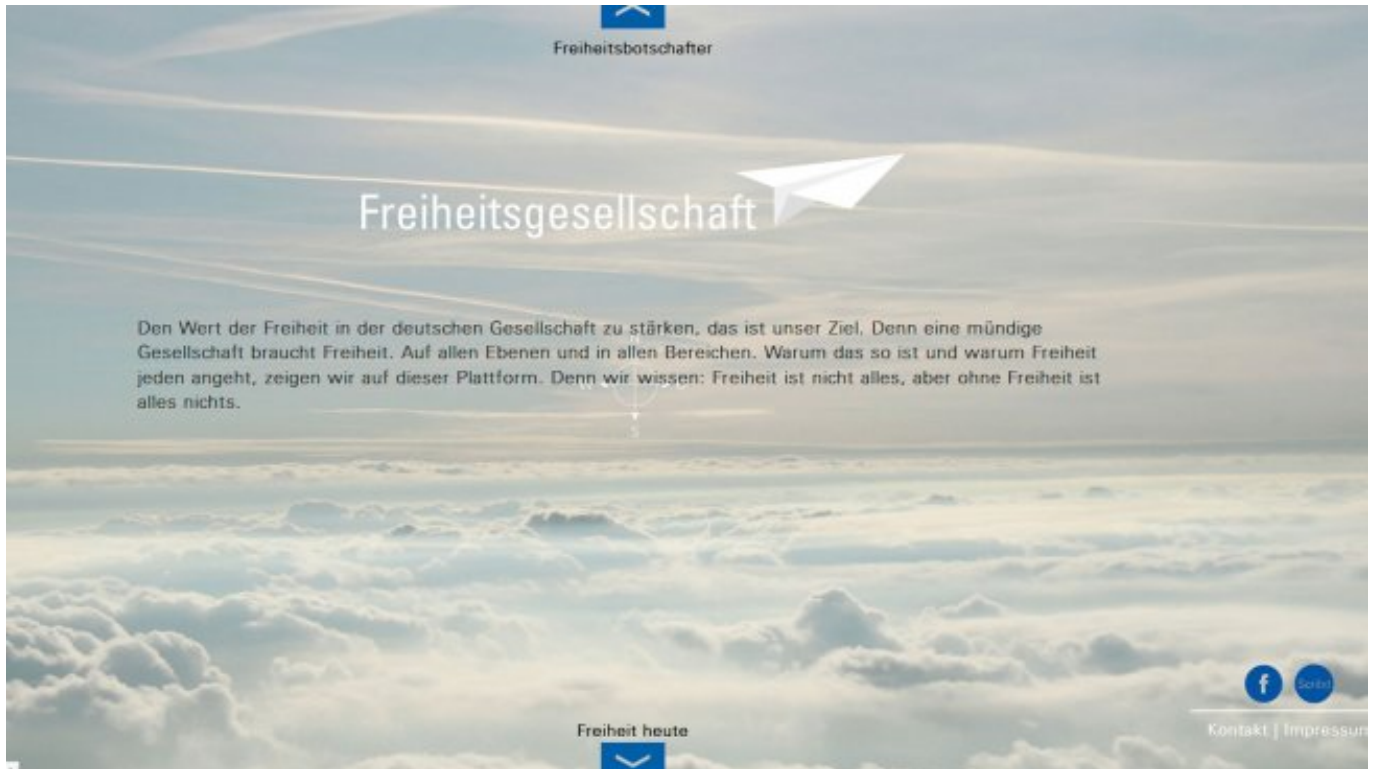 Freiheitsbotschafter
Freiheitsgesellschaft
Den Wert der Freiheit in der deutschen Gesellschaft zu stärken, das ist unser Ziel. Denn eine mündige
Gesellschaft braucht Freiheit. Auf allen Ebenen und in allen Bereichen. Warum das so ist und warum Freiheit
jeden angeht, zeigen wir auf dieser Plattform. Denn wir wissen: Freiheit ist nicht alles, aber ohne Freiheit ist
alles nichts.
S
f Scribd
Kontakt | Impressum
Freiheit heute